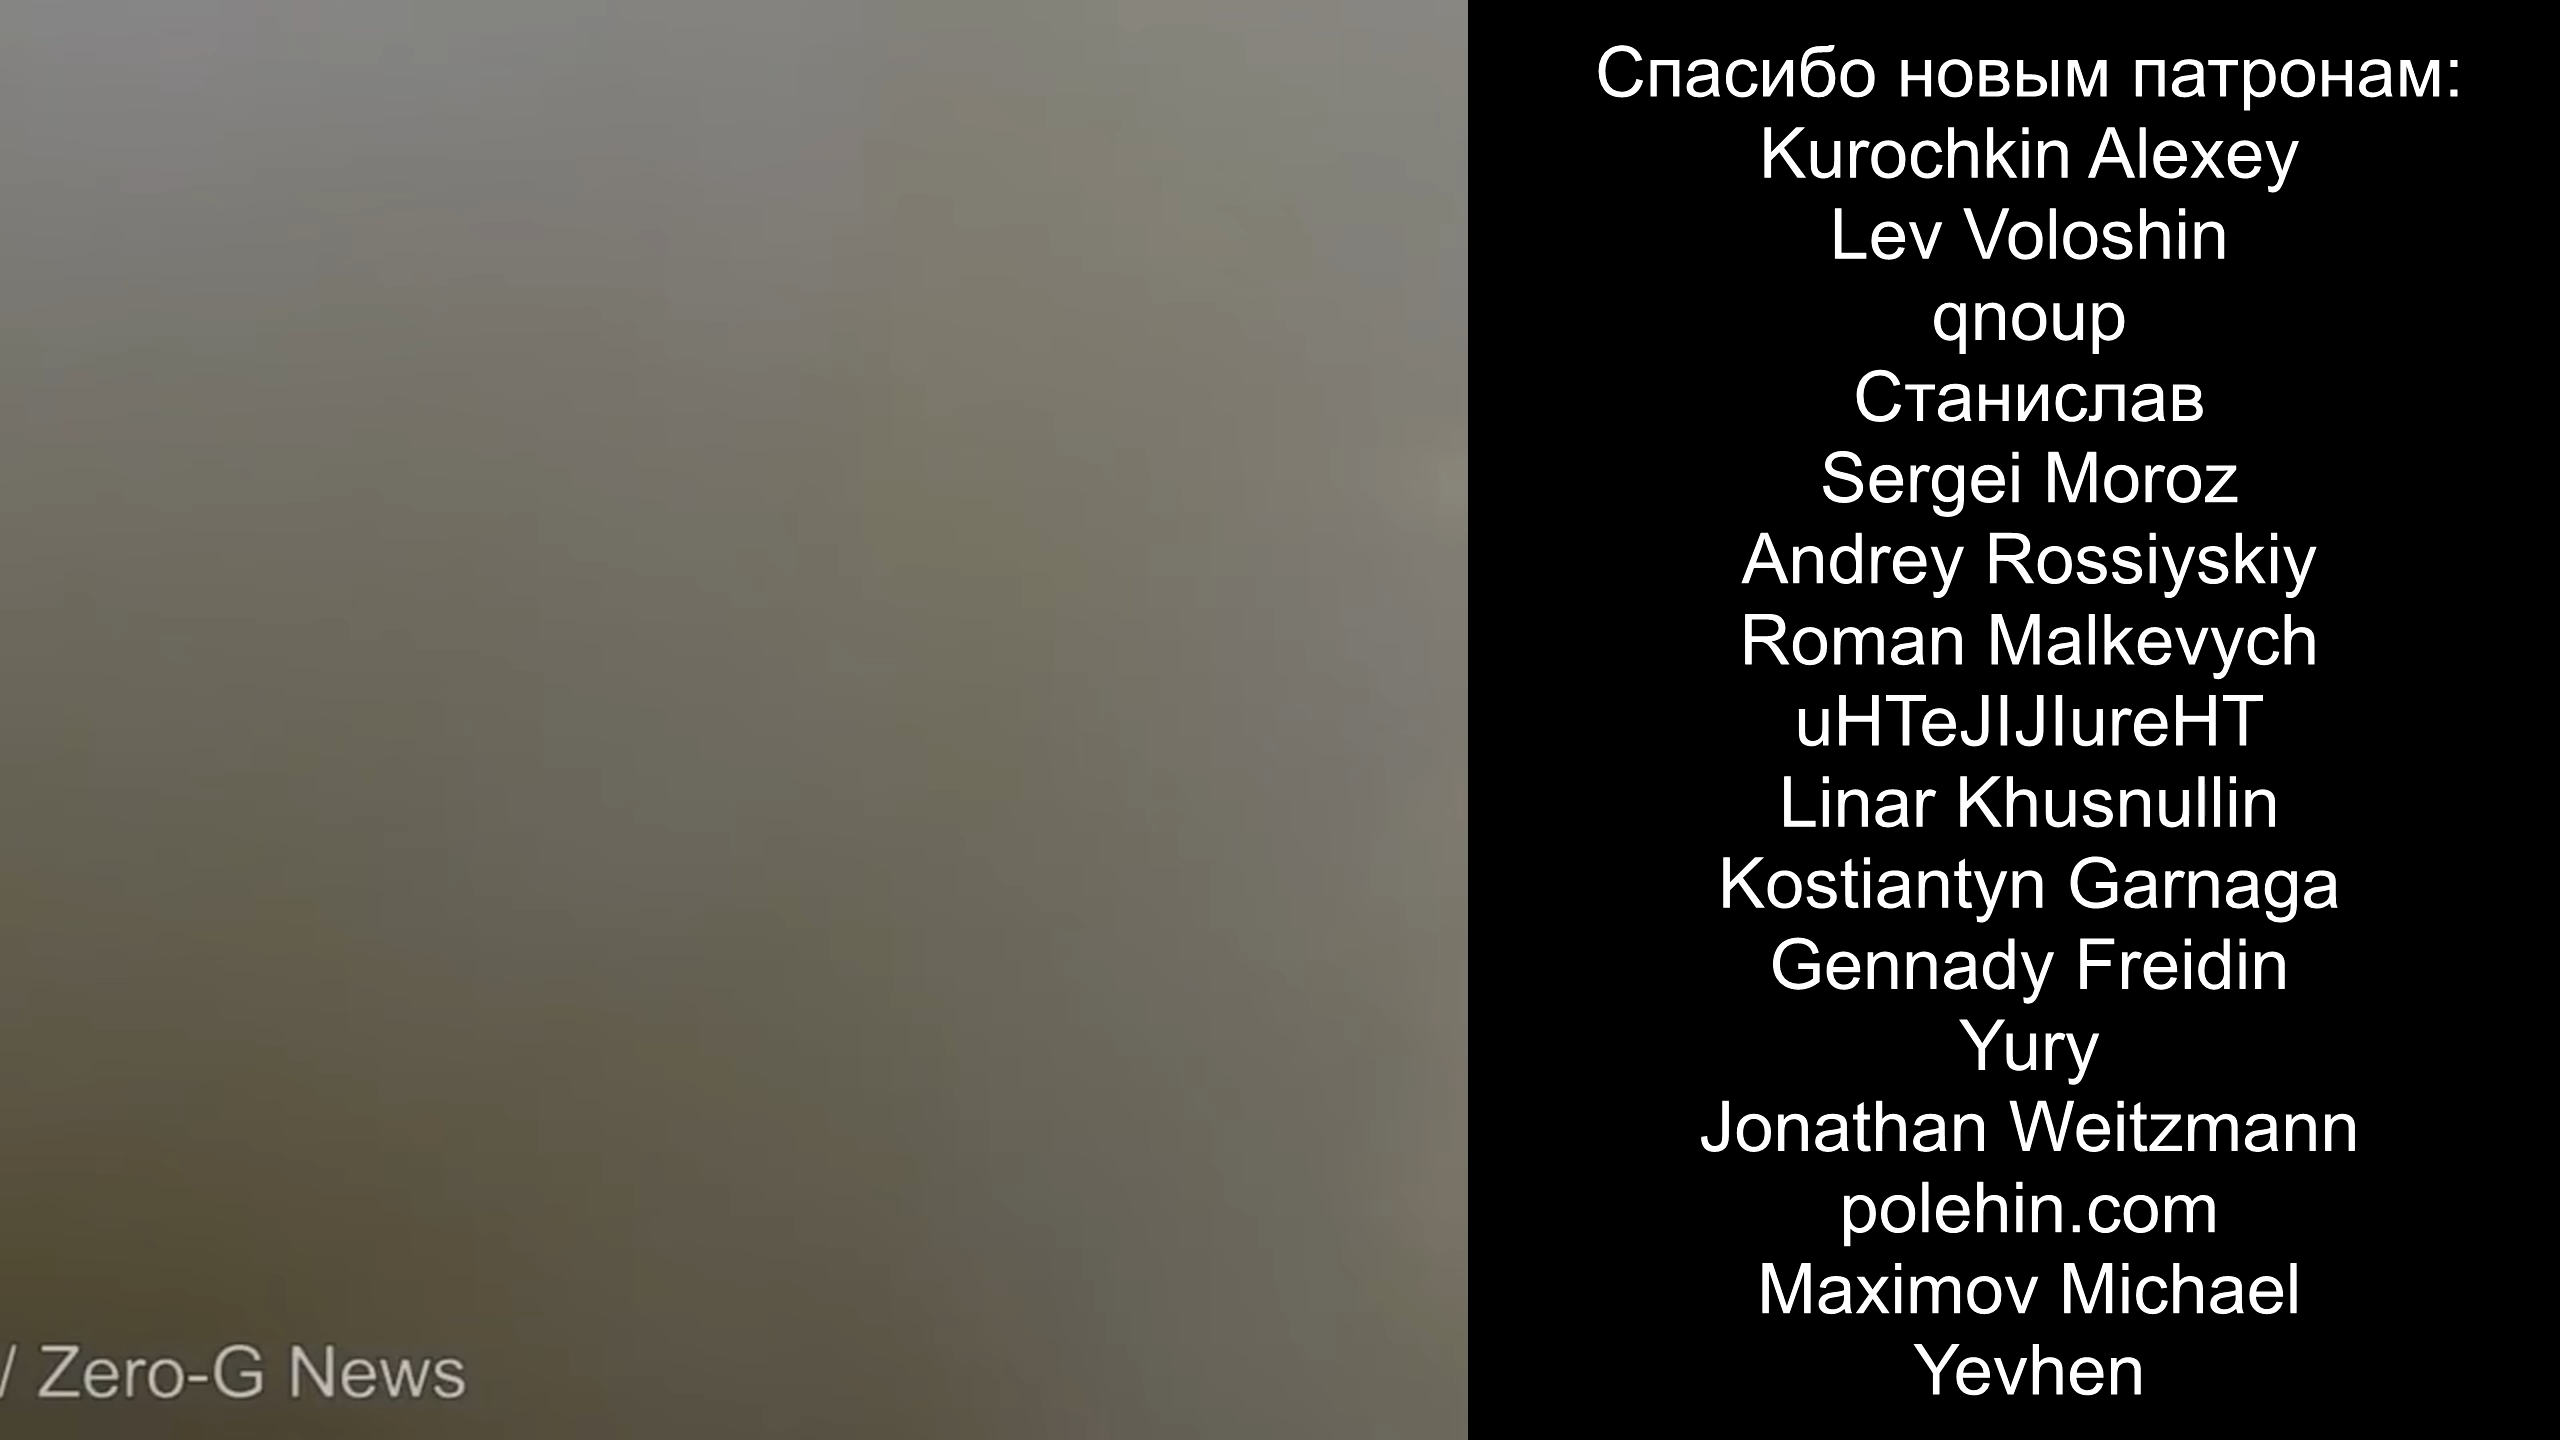 Спасибо новым патронам:
Kurochkin Alexey
Lev Voloshin
qnoup
Станислав
Sergei Moroz
Andrey Rossiyskiy
Roman Malkevych
uHTeJIJIureHT
Linar Khusnullin
Kostiantyn Garnaga
Gennady Freidin
Yury
Jonathan Weitzmann
polehin.com
Maximov Michael
Yevhen
/ Zero-G News